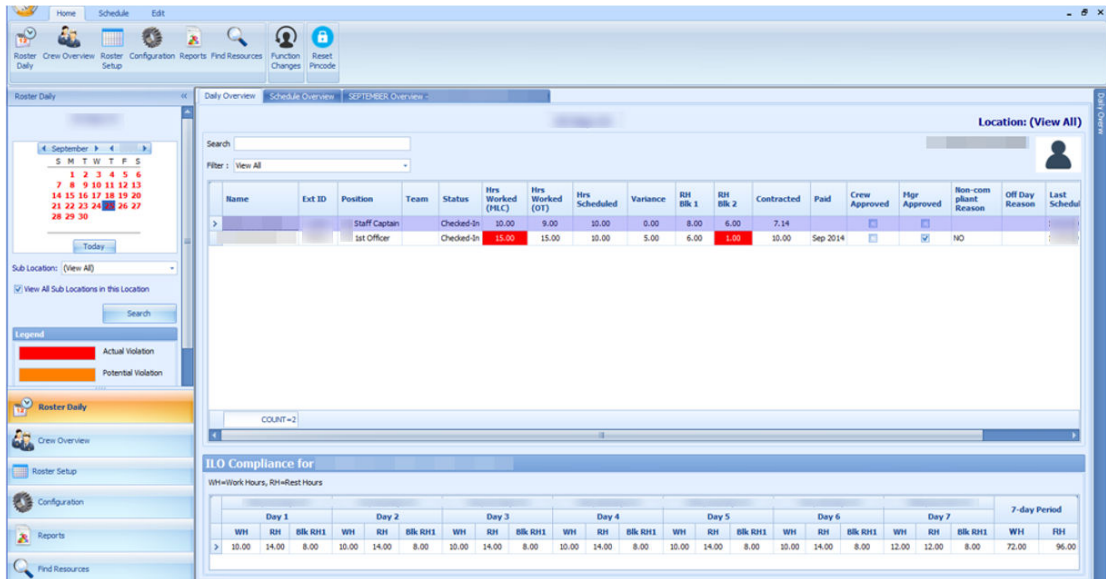 Home Schedule Edit
Roster Daily Crew Overview Roster Setup Configuration Reports Find Resources Function Changes Reset Pincode
Roster Daily
Daily Overview Schedule Overview SEPTEMBER Overview -
Daily Overw
Location: (View All)
September
S M T W T F S
1 2 3 4 5 6
7 8 9 10 11 12 13
14 15 16 17 18 19 20
21 22 23 24 25 26 27
28 29 30
Today
Sub Location: (View All)
View All Sub Locations in this Location
Search
Legend
Actual Violation
Potential Violation
Roster Daily
Crew Overview
Roster Setup
Configuration
Reports
Find Resources
Search
Filter : View All
Name Ext ID Position Team Status Hrs Worked (MLC) Hrs Worked (OT) Hrs Scheduled Variance RH Blk 1 RH Blk 2 Contracted Paid Crew Approved Mgr Approved Non-com pliant Reason Off Day Reason Last Schedul
Staff Captain Checked-In 10.00 9.00 10.00 0.00 8.00 6.00 7.14
1st Officer Checked-In 15.00 15.00 10.00 5.00 6.00 1.00 10.00 Sep 2014 NO
COUNT=2
ILO Compliance for
WH=Work Hours, RH=Rest Hours
Day 1 Day 2 Day 3 Day 4 Day 5 Day 6 Day 7 7-day Period
WH RH Blk RH1 WH RH Blk RH1 WH RH Blk RH1 WH RH Blk RH1 WH RH Blk RH1 WH RH Blk RH1 WH RH Blk RH1 WH RH
10.00 14.00 8.00 10.00 14.00 8.00 10.00 14.00 8.00 10.00 14.00 8.00 10.00 14.00 8.00 10.00 14.00 8.00 12.00 12.00 8.00 72.00 96.00